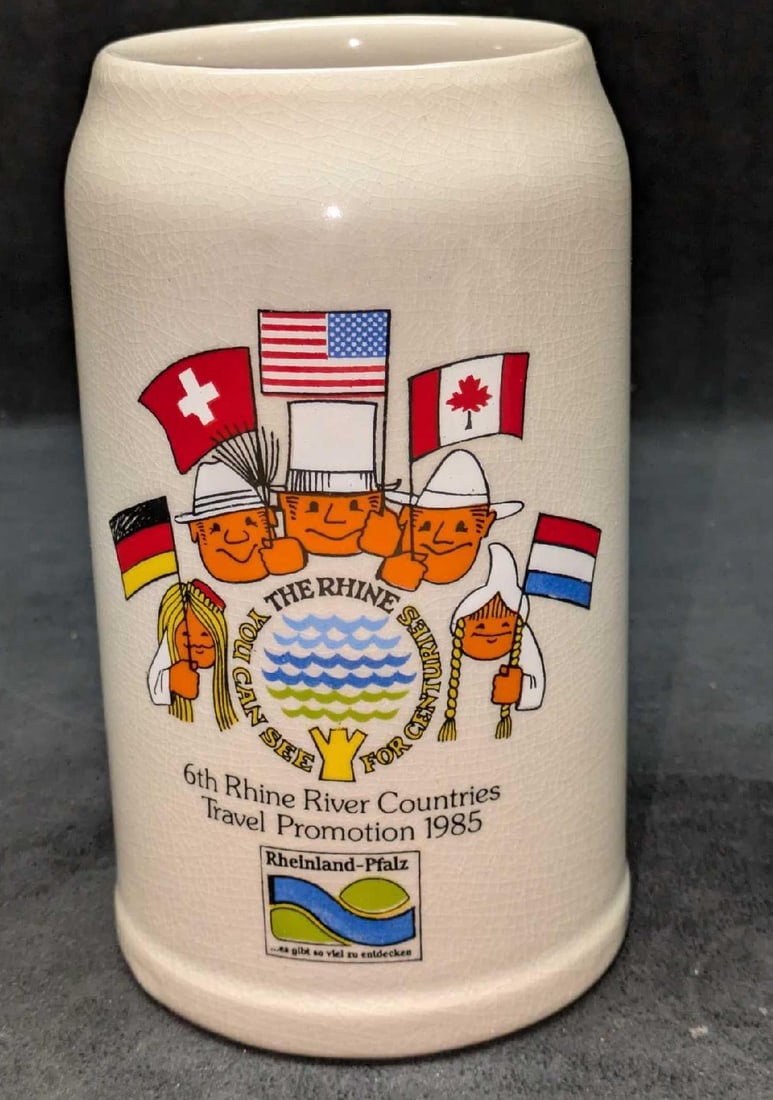 THE RHINE
YOU CAN SEE
FOR CENTURIES
6th Rhine River Countries
Travel Promotion 1985
Rheinland-Pfalz
...es gibt so viel zu entdecken